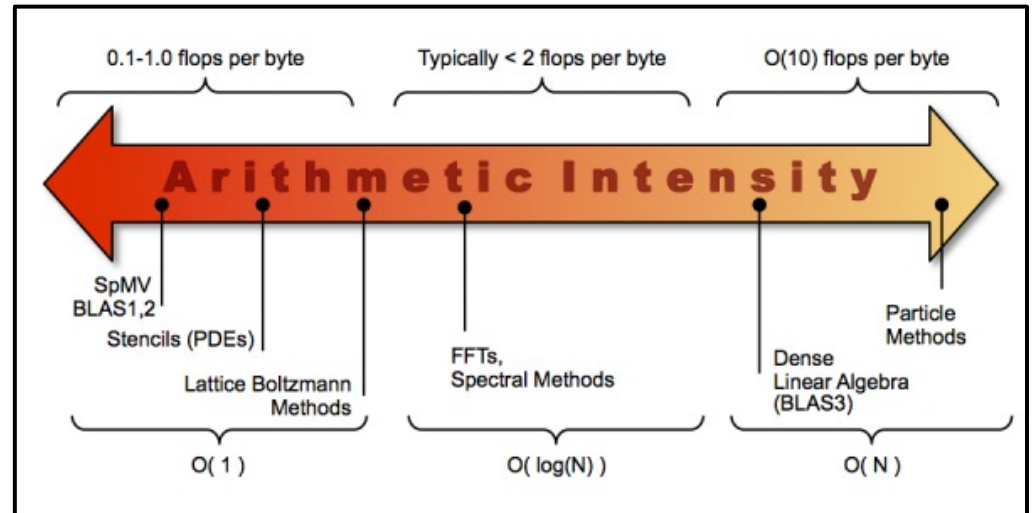 0.1-1.0 flops per byte
Typically < 2 flops per byte
O(10) flops per byte
Arithmetic Intensity
SpMV
BLAS1,2
Stencils (PDEs)
Lattice Boltzmann
Methods
FFTs,
Spectral Methods
Dense
Linear Algebra
(BLAS3)
Particle
Methods
O( 1 )
O( log(N) )
O( N )